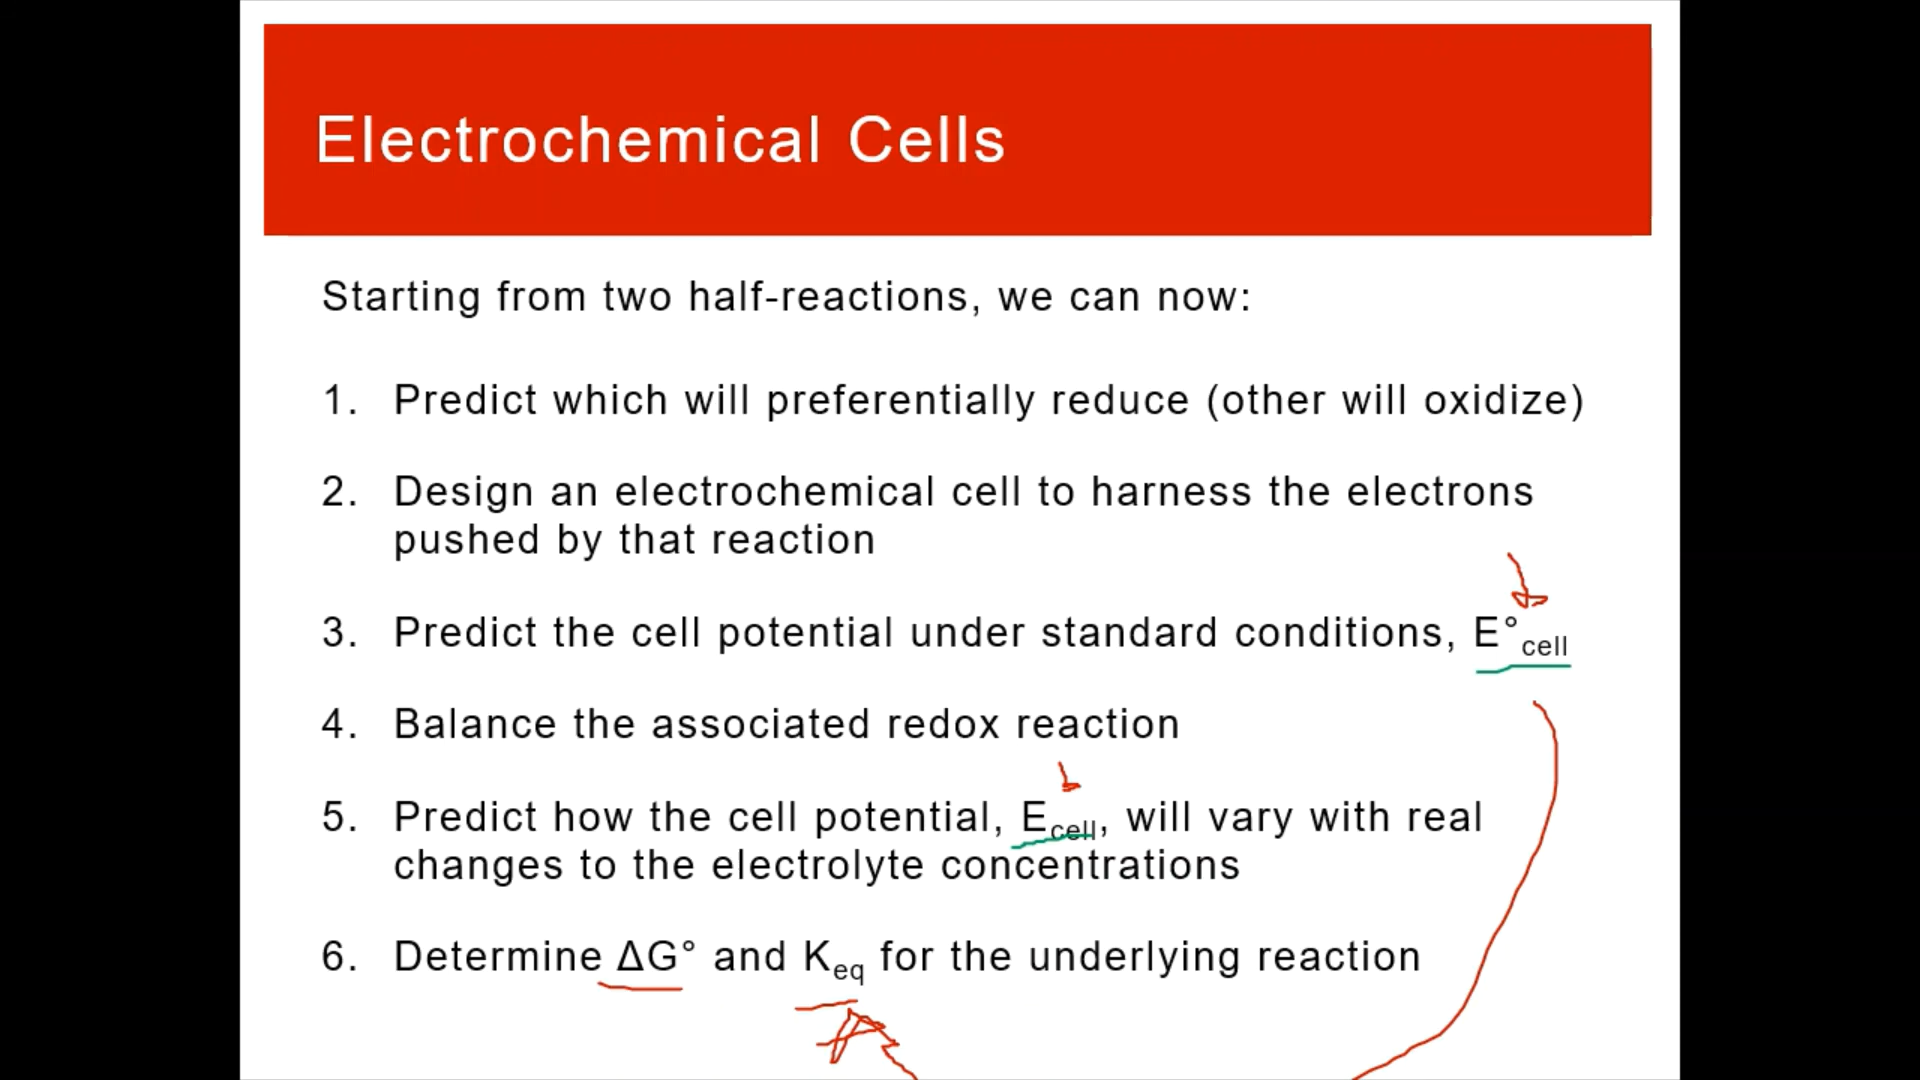 Electrochemical Cells
Starting from two half-reactions, we can now:
1. Predict which will preferentially reduce (other will oxidize)
2. Design an electrochemical cell to harness the electrons
pushed by that reaction
3. Predict the cell potential under standard conditions, E°cell
4. Balance the associated redox reaction
5. Predict how the cell potential, Ecell, will vary with real
changes to the electrolyte concentrations
6. Determine ΔG° and Keq for the underlying reaction